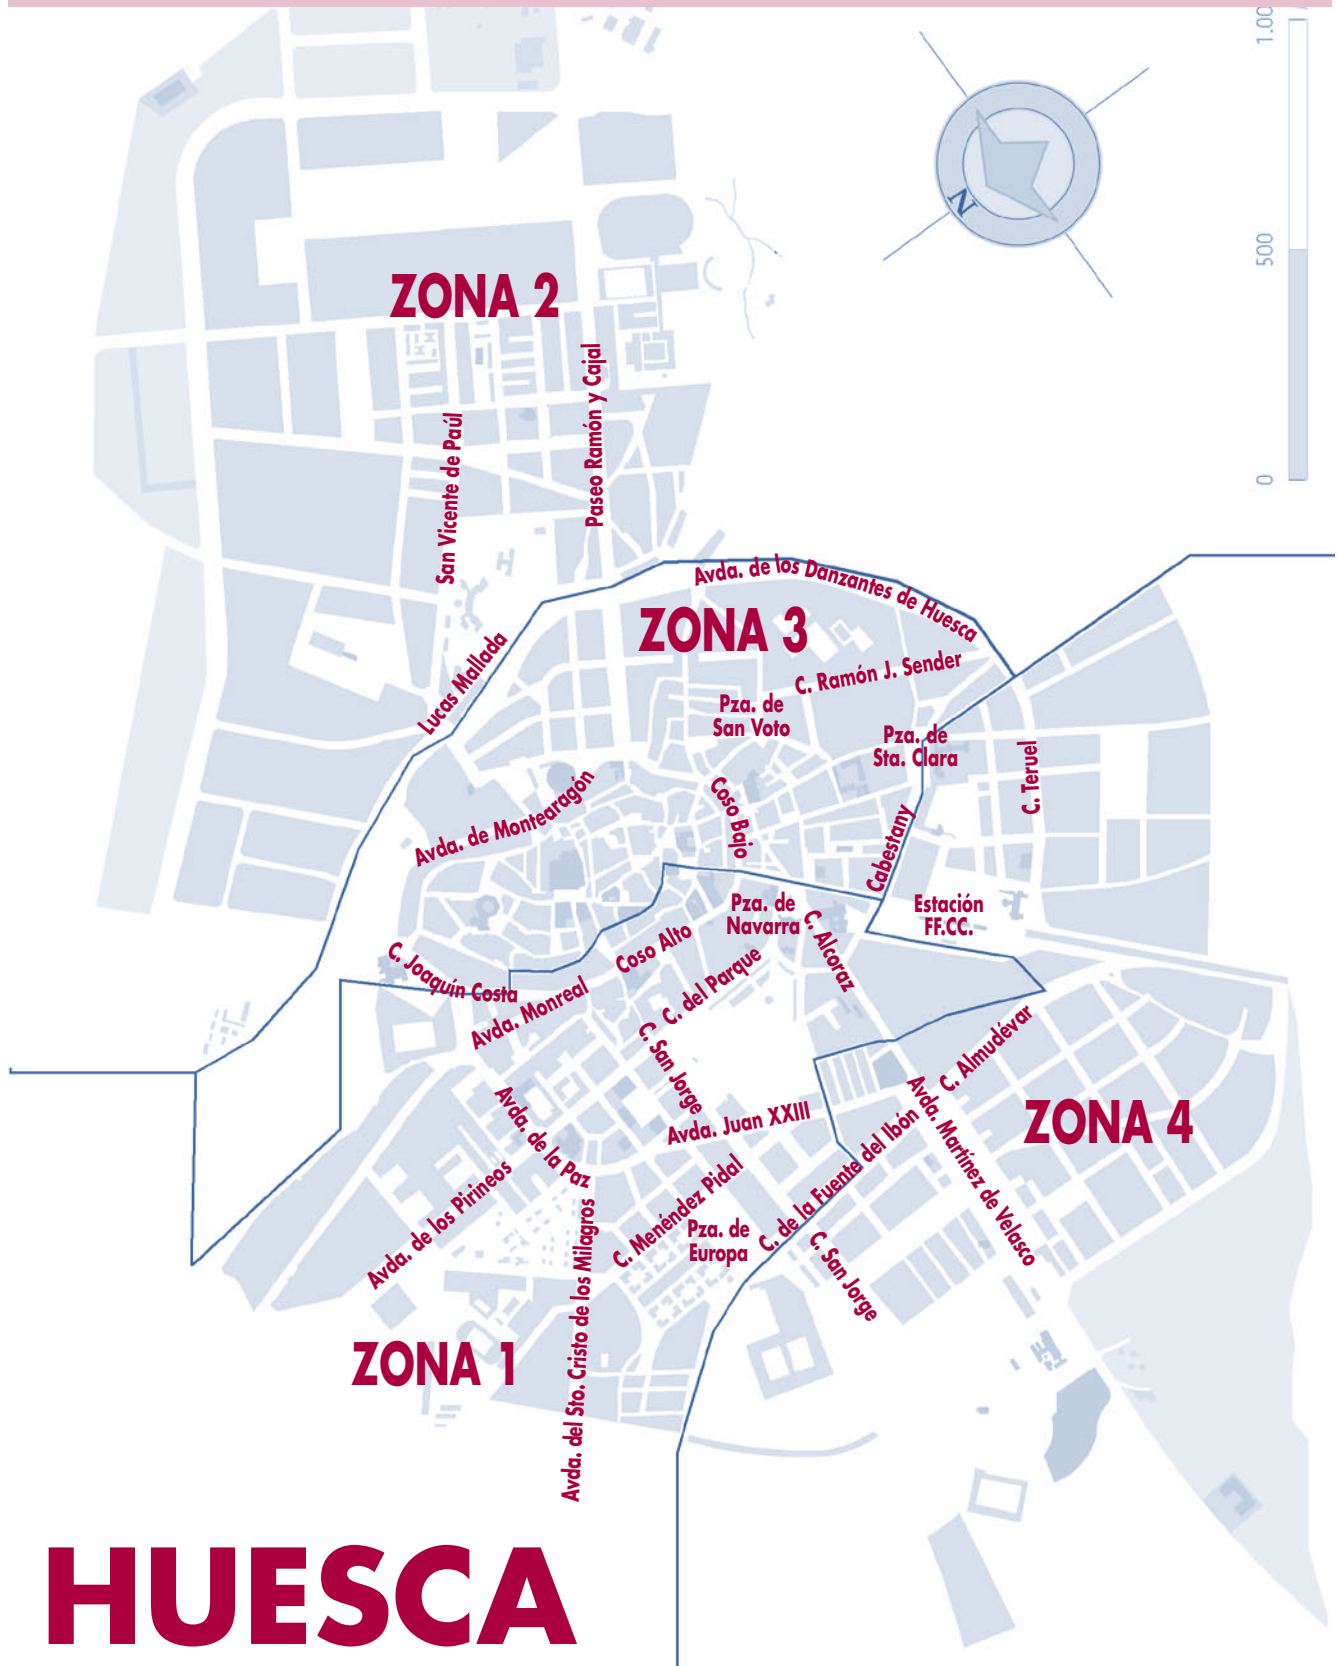 1.00
500
0
N
ZONA 2
San Vicente de Paúl
Paseo Ramón y Cajal
Avda. de los Danzantes de Huesca
ZONA 3
Lucas Mallada
C. Ramón J. Sender
Pza. de
San Voto
Pza. de
Sta. Clara
C. Teruel
Avda. de Montearagón
Coso Bajo
Cabestany
Pza. de
Navarra
Estación
FF.CC.
C. Alcoraz
Coso Alto
C. Joaquín Costa
C. del Parque
Avda. Monreal
C. San Jorge
C. Almudévar
Avda. Juan XXIII
Avda. de la Paz
ZONA 4
Avda. Martínez de Velasco
C. de la Fuente del Ibón
Avda. de los Pirineos
C. Menéndez Pidal
Pza. de
Europa
C. San Jorge
Avda. del Sto. Cristo de los Milagros
ZONA 1
HUESCA